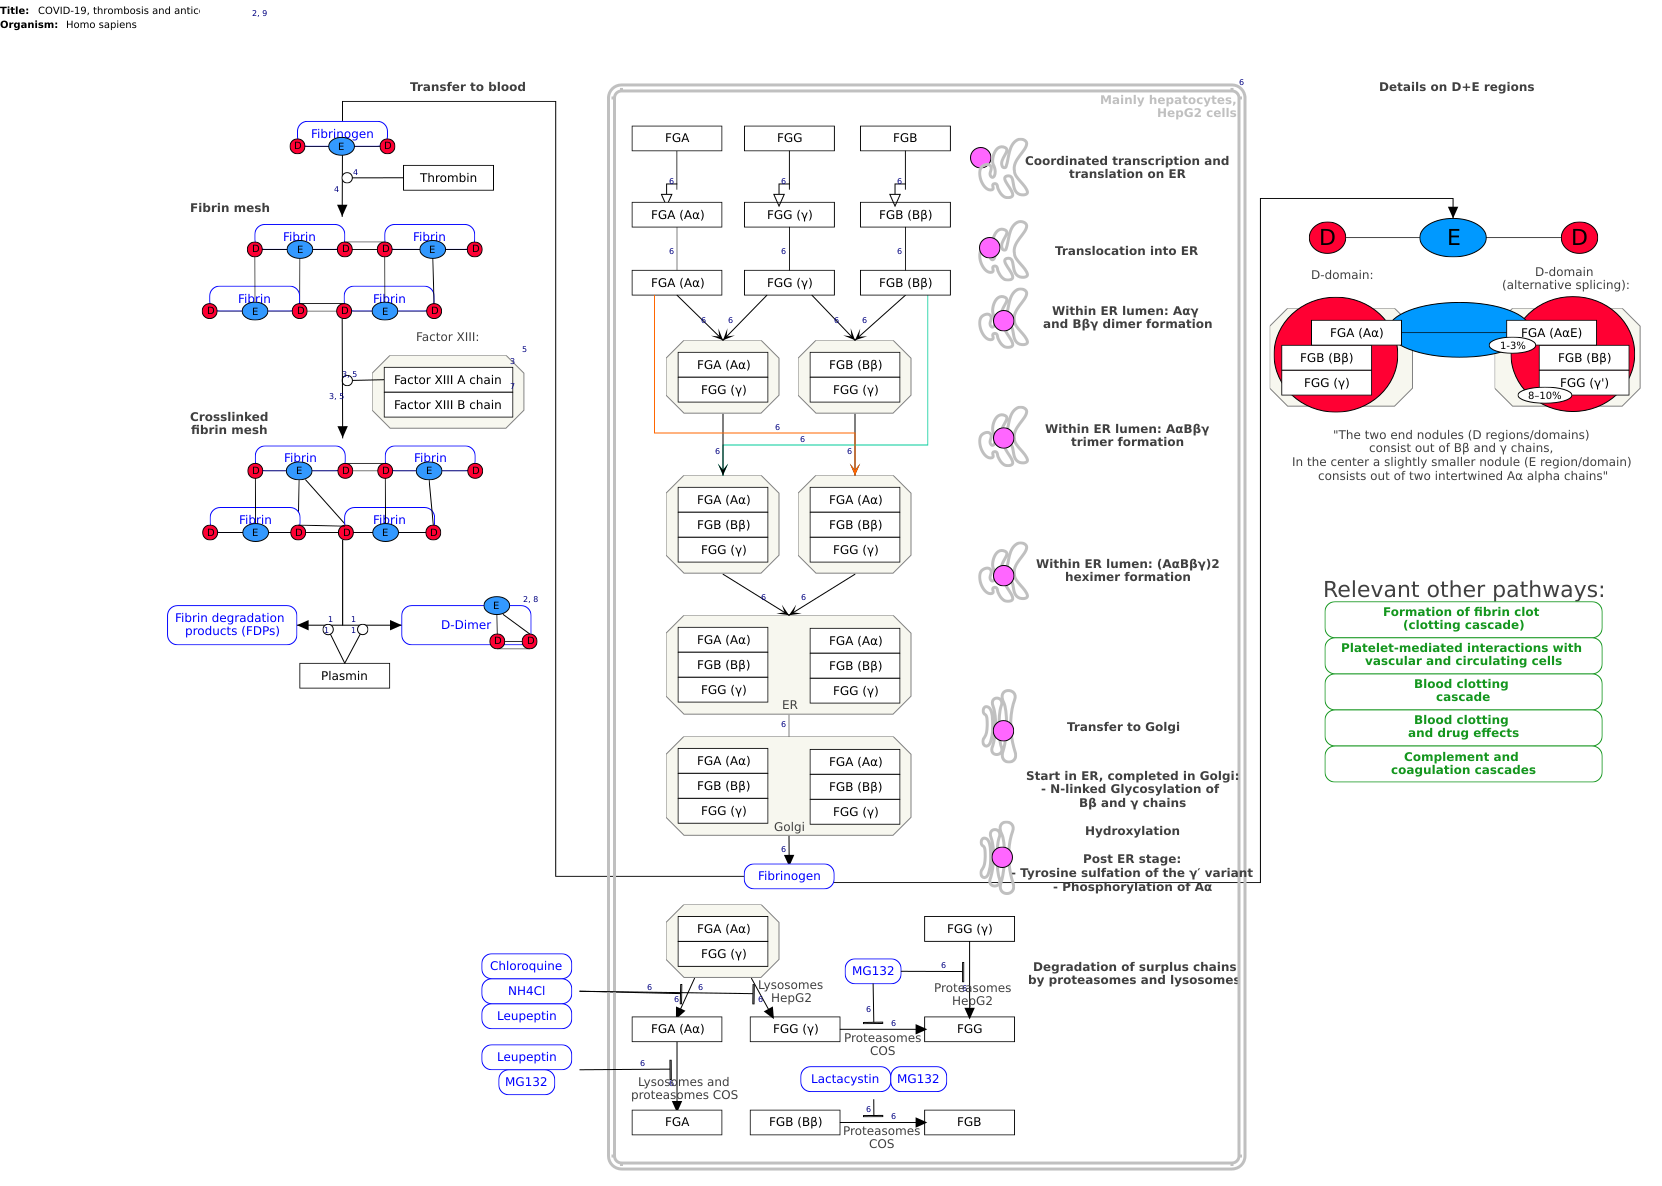 Title: COVID-19, thrombosis and antic
Organism: Homo sapiens
2, 9
Transfer to blood
Fibrinogen
D
E
D
4
4
Thrombin
Fibrin mesh
Fibrin
Fibrin
D
E
D
D
E
D
Fibrin
Fibrin
D
E
D
D
E
D
Factor XIII:
5
3
3, 5
7
3, 5
Factor XIII A chain
Factor XIII B chain
Crosslinked
fibrin mesh
Fibrin
Fibrin
D
E
D
D
E
D
Fibrin
Fibrin
D
E
D
D
E
D
Fibrin degradation
products (FDPs)
1
1
1
1
D-Dimer
E
2, 8
D
D
Plasmin
6
Mainly hepatocytes,
HepG2 cells
FGA
FGG
FGB
6
6
6
Coordinated transcription and
translation on ER
FGA (Aα)
FGG (γ)
FGB (Bβ)
6
6
6
Translocation into ER
FGA (Aα)
FGG (γ)
FGB (Bβ)
6
6
6
6
Within ER lumen: Aαγ
and Bβγ dimer formation
FGA (Aα)
FGG (γ)
FGB (Bβ)
FGG (γ)
6
6
6
6
Within ER lumen: AαBβγ
trimer formation
FGA (Aα)
FGB (Bβ)
FGG (γ)
FGA (Aα)
FGB (Bβ)
FGG (γ)
6
6
Within ER lumen: (AαBβγ)2
heximer formation
FGA (Aα)
FGB (Bβ)
FGG (γ)
FGA (Aα)
FGB (Bβ)
FGG (γ)
ER
6
Transfer to Golgi
FGA (Aα)
FGB (Bβ)
FGG (γ)
FGA (Aα)
FGB (Bβ)
FGG (γ)
Golgi
6
Start in ER, completed in Golgi:
- N-linked Glycosylation of
Bβ and γ chains
Hydroxylation
Post ER stage:
- Tyrosine sulfation of the γ′ variant
- Phosphorylation of Aα
Fibrinogen
FGA (Aα)
FGG (γ)
FGG (γ)
Chloroquine
NH4Cl
Leupeptin
6
6
6
6
Lysosomes
HepG2
MG132
6
6
Proteasomes
HepG2
Degradation of surplus chains
by proteasomes and lysosomes
FGA (Aα)
FGG (γ)
6
6
FGG
Proteasomes
COS
Leupeptin
MG132
6
Lysosomes and
proteasomes COS
Lactacystin
MG132
FGA
FGB (Bβ)
6
6
FGB
Proteasomes
COS
Details on D+E regions
D
E
D
D-domain:
D-domain
(alternative splicing):
FGA (Aα)
FGB (Bβ)
FGG (γ)
FGA (AαE)
1-3%
FGB (Bβ)
FGG (γ')
8–10%
"The two end nodules (D regions/domains)
consist out of Bβ and γ chains,
In the center a slightly smaller nodule (E region/domain)
consists out of two intertwined Aα alpha chains"
Relevant other pathways:
Formation of fibrin clot
(clotting cascade)
Platelet-mediated interactions with
vascular and circulating cells
Blood clotting
cascade
Blood clotting
and drug effects
Complement and
coagulation cascades